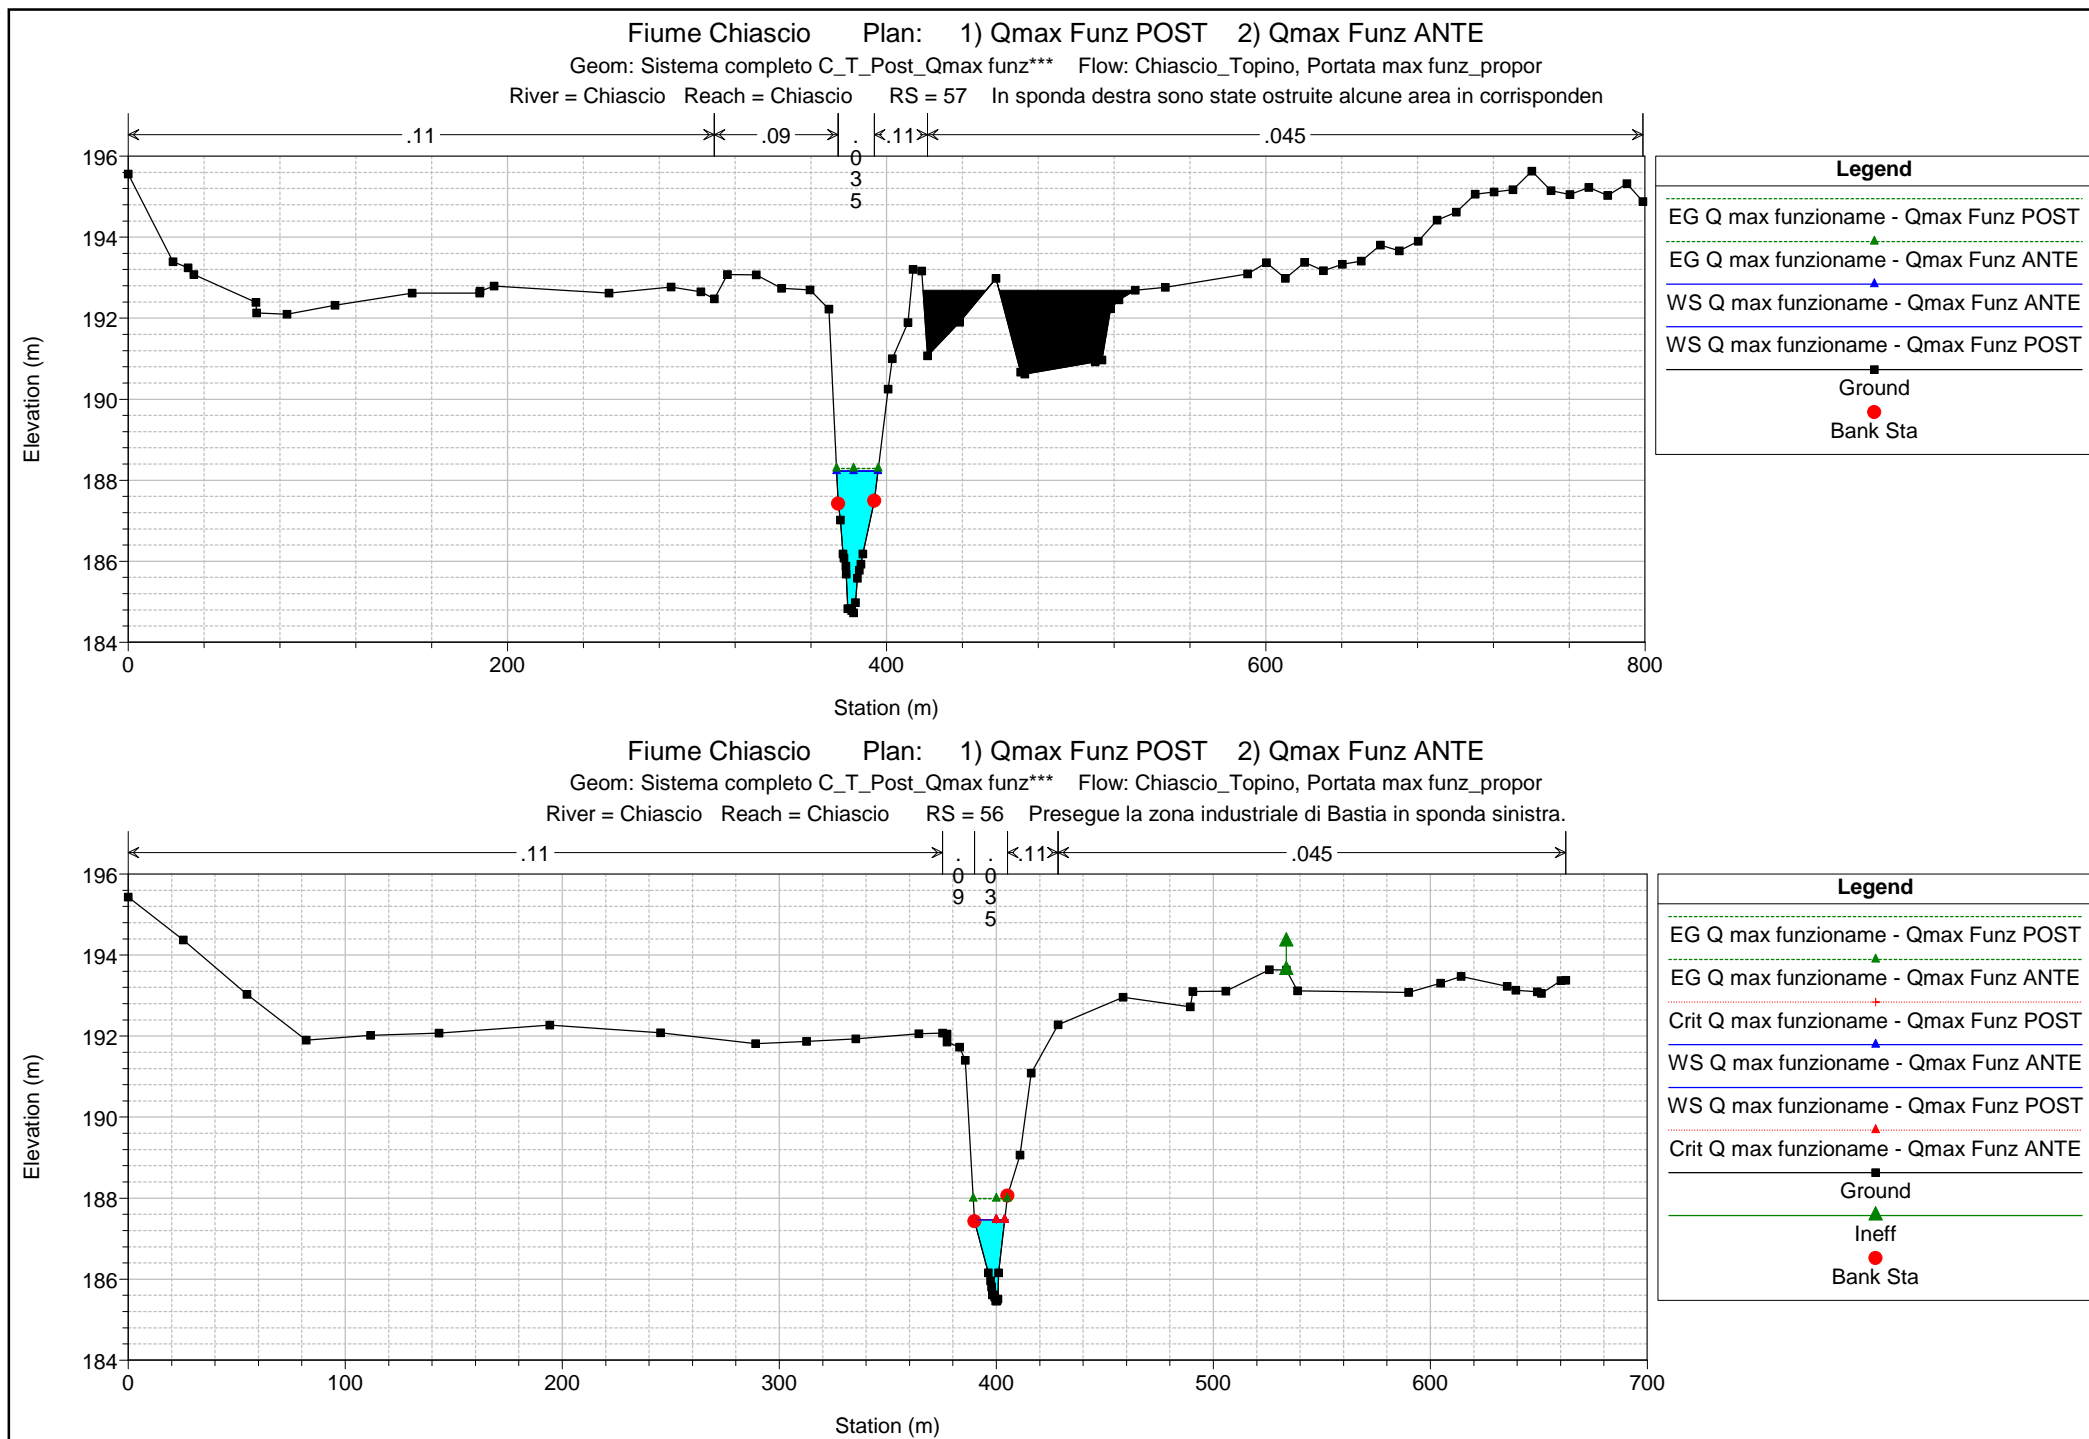 Fiume Chiascio Plan: 1) Qmax Funz POST 2) Qmax Funz ANTE
Geom: Sistema completo C_T_Post_Qmax funz*** Flow: Chiascio_Topino, Portata max funz_propor
River = Chiascio Reach = Chiascio RS = 57 In sponda destra sono state ostruite alcune area in corrisponden
.11 .09 .035 .11 .045
196
194
192
190
188
186
184
Elevation (m)
0 200 400 600 800
Station (m)
Legend
EG Q max funzioname - Qmax Funz POST
EG Q max funzioname - Qmax Funz ANTE
WS Q max funzioname - Qmax Funz ANTE
WS Q max funzioname - Qmax Funz POST
Ground
Bank Sta
Fiume Chiascio Plan: 1) Qmax Funz POST 2) Qmax Funz ANTE
Geom: Sistema completo C_T_Post_Qmax funz*** Flow: Chiascio_Topino, Portata max funz_propor
River = Chiascio Reach = Chiascio RS = 56 Presegue la zona industriale di Bastia in sponda sinistra.
.11 .09 .035 .11 .045
196
194
192
190
188
186
184
Elevation (m)
0 100 200 300 400 500 600 700
Station (m)
Legend
EG Q max funzioname - Qmax Funz POST
EG Q max funzioname - Qmax Funz ANTE
Crit Q max funzioname - Qmax Funz POST
WS Q max funzioname - Qmax Funz ANTE
WS Q max funzioname - Qmax Funz POST
Crit Q max funzioname - Qmax Funz ANTE
Ground
Ineff
Bank Sta